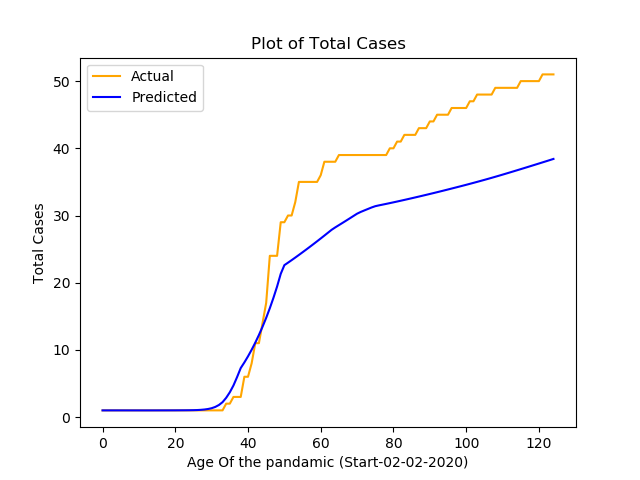 Plot of Total Cases
Actual
Predicted
50
40
30
20
10
0
Total Cases
0 20 40 60 80 100 120
Age Of the pandamic (Start-02-02-2020)